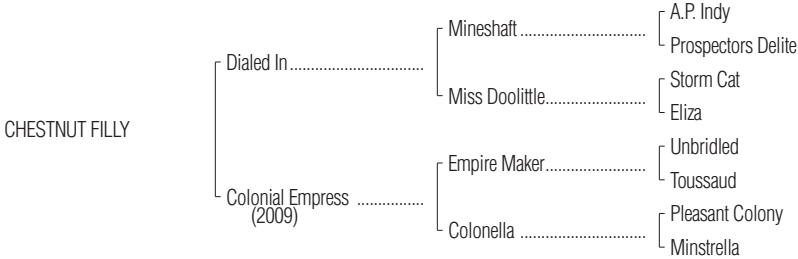 A.P. Indy
Mineshaft ..............................
Prospectors Delite
Dialed In................................
Storm Cat
Miss Doolittle........................
Eliza
CHESTNUT FILLY
Unbridled
Empire Maker........................
Toussaud
Colonial Empress ................
(2009)
Pleasant Colony
Colonella ..............................
Minstrella